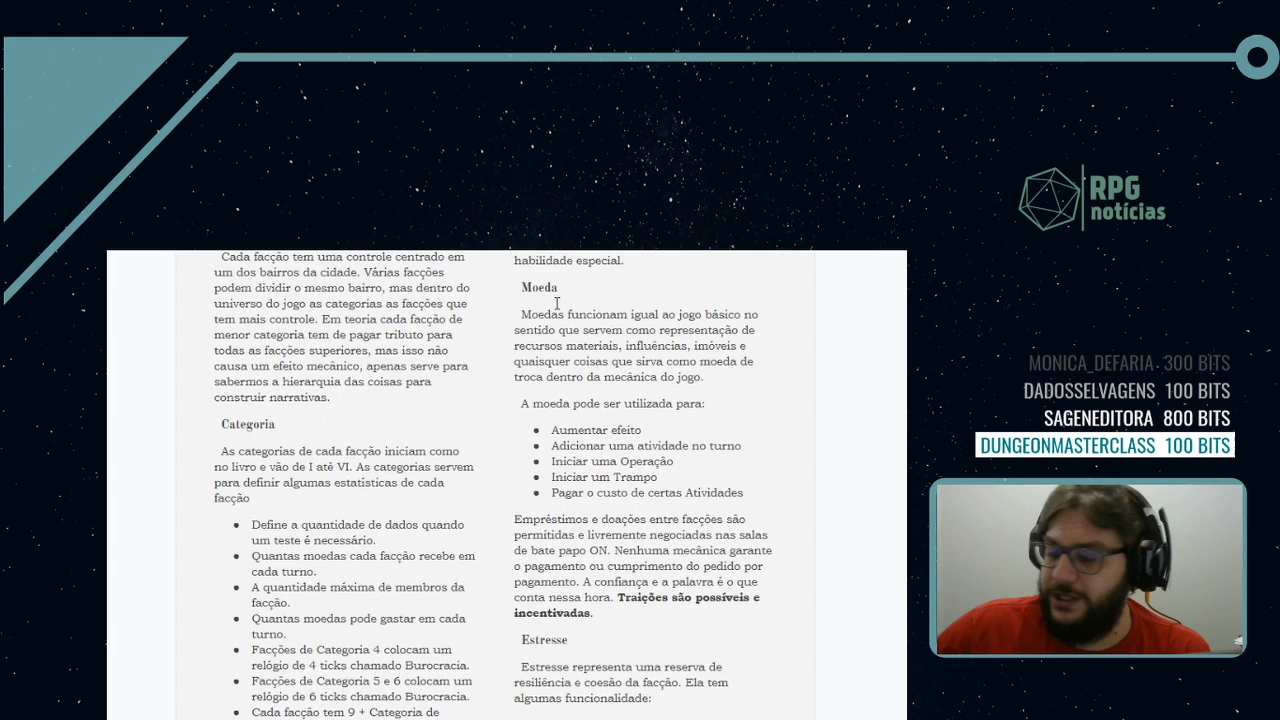 RPG
notícias
Cada facção tem uma controle centrado em
um dos bairros da cidade. Várias facções
podem dividir o mesmo bairro, mas dentro do
universo do jogo as categorias as facções que
tem mais controle. Em teoria cada facção de
menor categoria tem de pagar tributo para
todas as facções superiores, mas isso não
causa um efeito mecânico, apenas serve para
sabermos a hierarquia das coisas para
construir narrativas.
Categoria
As categorias de cada facção iniciam como
no livro e vão de I até VI. As categorias servem
para definir algumas estatísticas de cada
facção
● Define a quantidade de dados quando
um teste é necessário.
● Quantas moedas cada facção recebe em
cada turno.
● A quantidade máxima de membros da
facção.
● Quantas moedas pode gastar em cada
turno.
● Facções de Categoria 4 colocam um
relógio de 4 ticks chamado Burocracia.
● Facções de Categoria 5 e 6 colocam um
relógio de 6 ticks chamado Burocracia.
● Cada facção tem 9 + Categoria de
habilidade especial.
Moeda
Moedas funcionam igual ao jogo básico no
sentido que servem como representação de
recursos materiais, influências, imóveis e
quaisquer coisas que sirva como moeda de
troca dentro da mecânica do jogo.
A moeda pode ser utilizada para:
● Aumentar efeito
● Adicionar uma atividade no turno
● Iniciar uma Operação
● Iniciar um Trampo
● Pagar o custo de certas Atividades
Empréstimos e doações entre facções são
permitidas e livremente negociadas nas salas
de bate papo ON. Nenhuma mecânica garante
o pagamento ou cumprimento do pedido por
pagamento. A confiança e a palavra é o que
conta nessa hora. Traições são possíveis e
incentivadas.
Estresse
Estresse representa uma reserva de
resiliência e coesão da facção. Ela tem
algumas funcionalidade:
MONICA_DEFARIA 300 BITS
DADOSSELVAGENS 100 BITS
SAGENEDITORA 800 BITS
DUNGEONMASTERCLASS 100 BITS